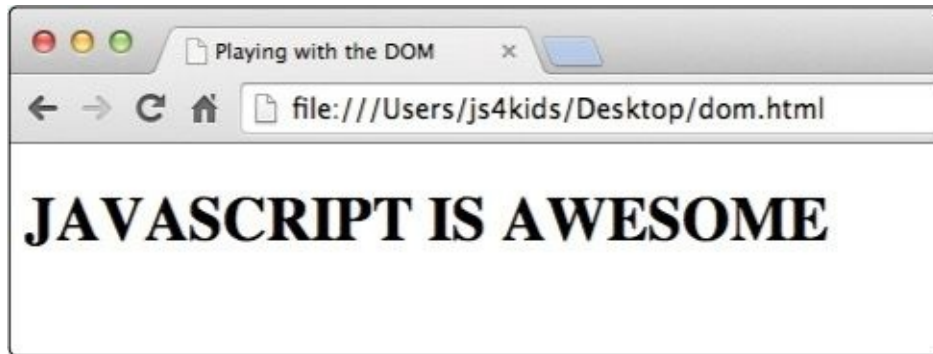 Playing with the DOM
file:///Users/js4kids/Desktop/dom.html
JAVASCRIPT IS AWESOME